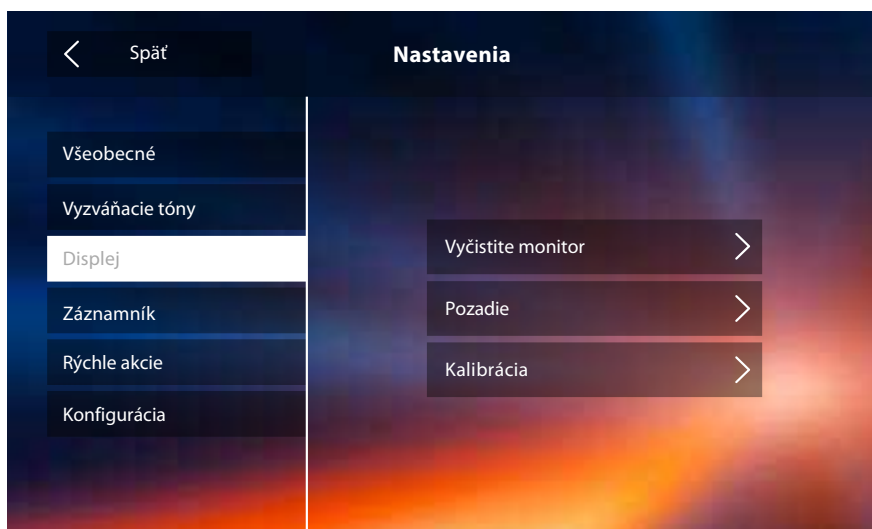 Späť
Nastavenia
Všeobecné
Vyzváňacie tóny
Displej
Záznamník
Rýchle akcie
Konfigurácia
Vyčistite monitor
Pozadie
Kalibrácia